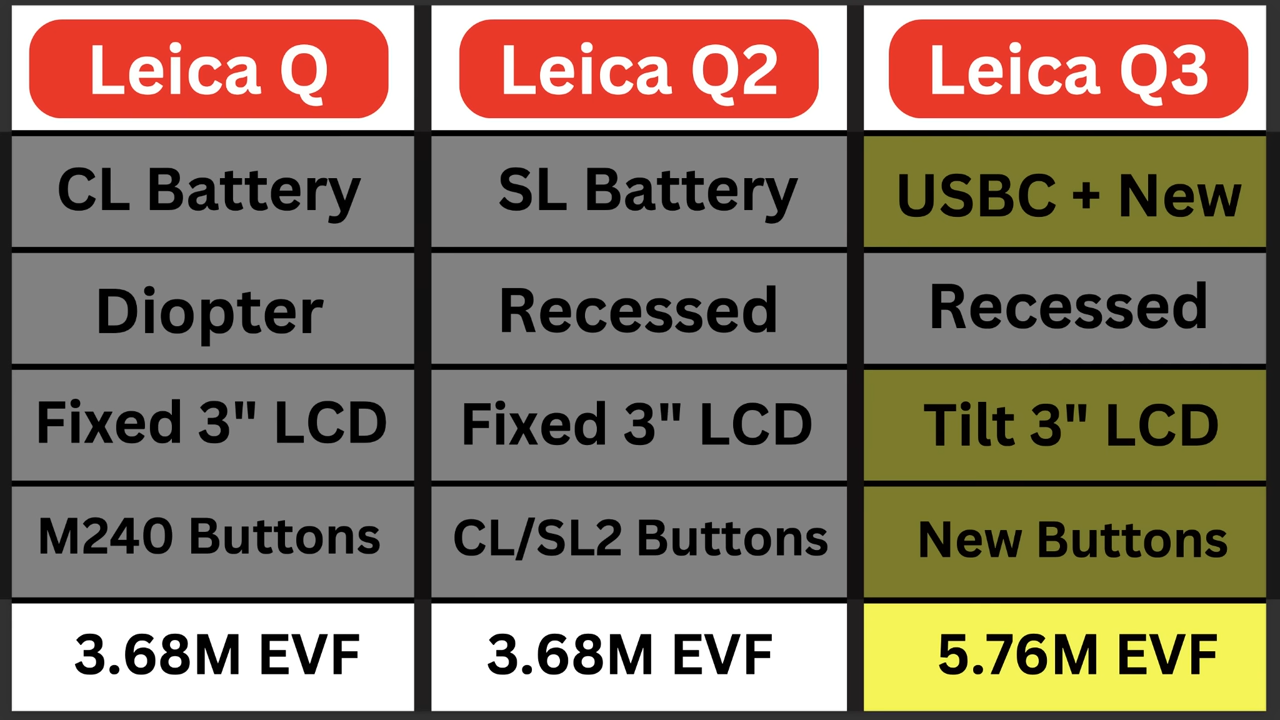 Leica Q
Leica Q2
Leica Q3
CL Battery
SL Battery
USBC + New
Diopter
Recessed
Recessed
Fixed 3" LCD
Fixed 3" LCD
Tilt 3" LCD
M240 Buttons
CL/SL2 Buttons
New Buttons
3.68M EVF
3.68M EVF
5.76M EVF